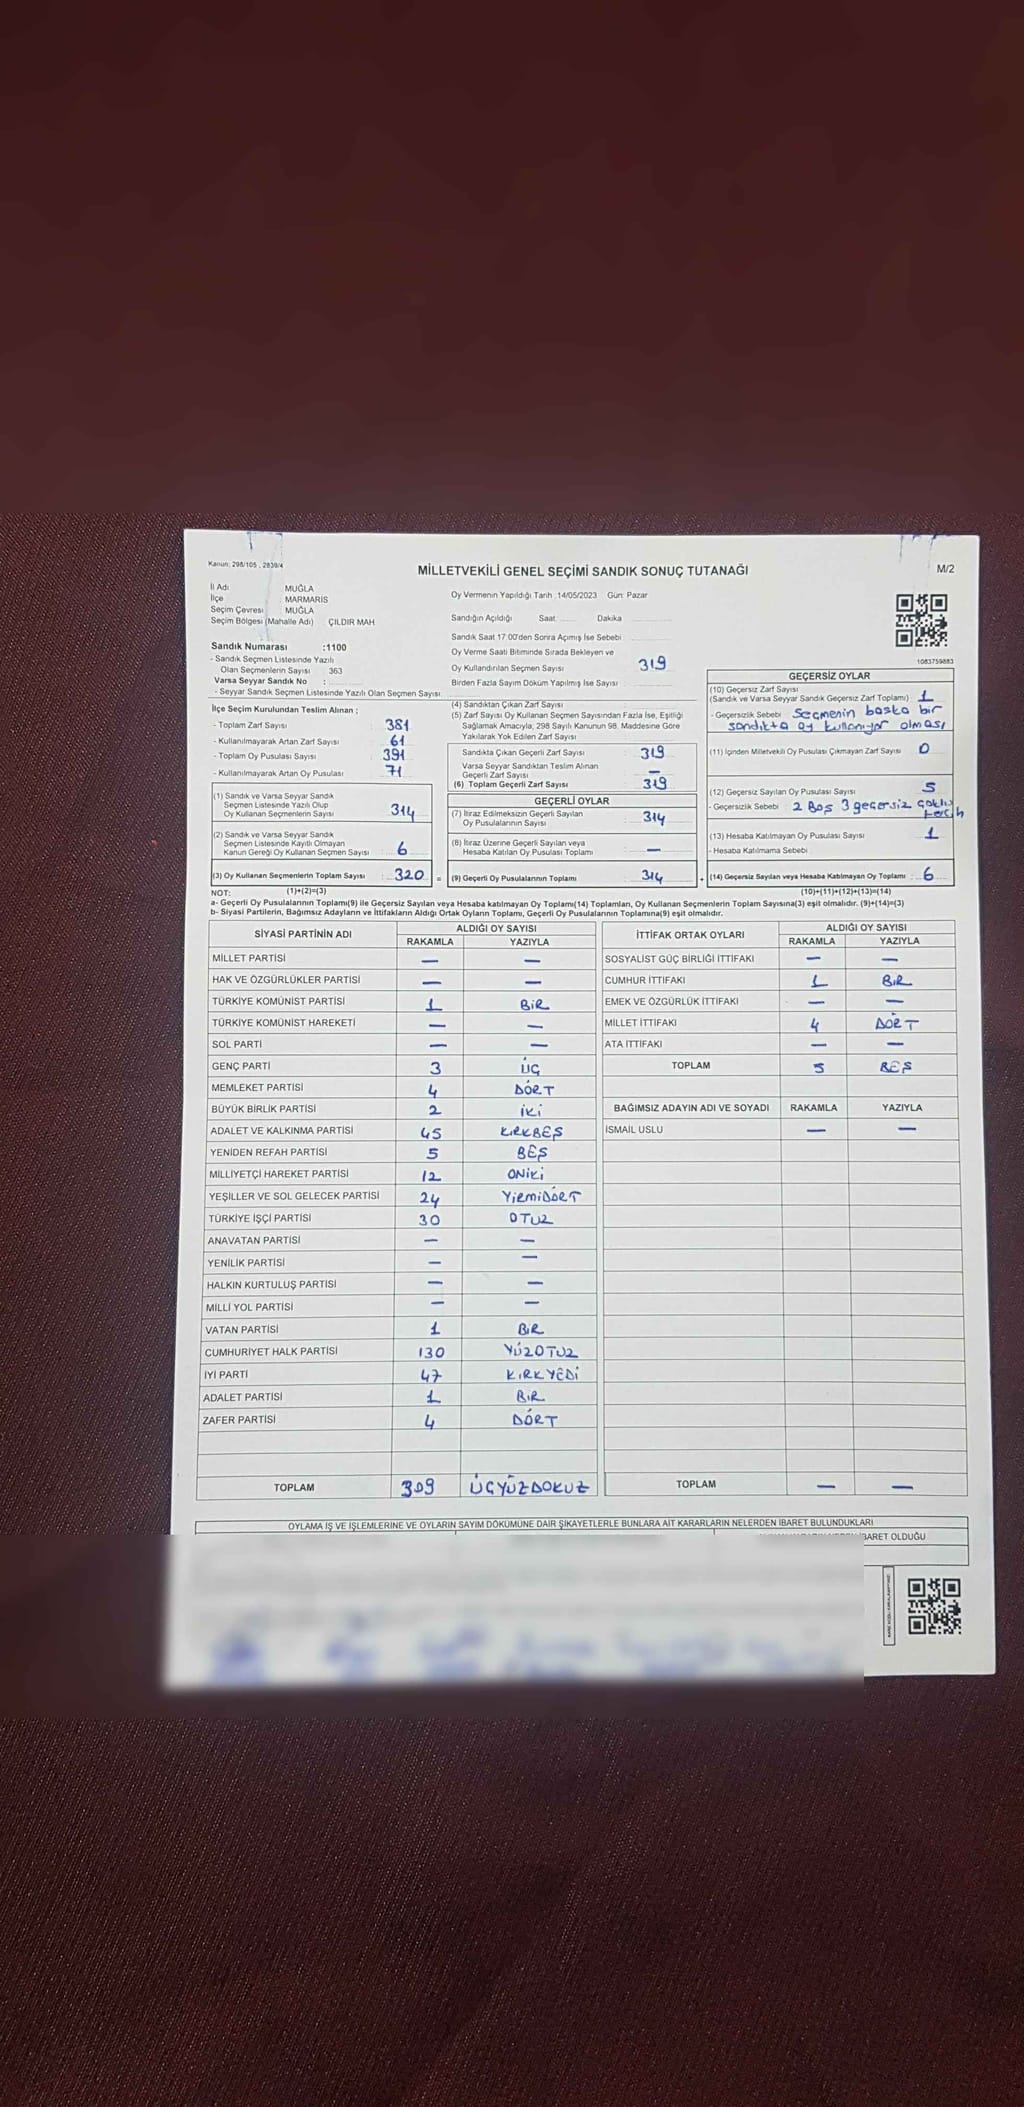 Kanun: 298/105 , 2839/4
MİLLETVEKİLİ GENEL SEÇİMİ SANDIK SONUÇ TUTANAĞI
M/2
İl Adı : MUĞLA
İlçe : MARMARİS
Seçim Çevresi : MUĞLA
Seçim Bölgesi (Mahalle Adı) : ÇILDIR MAH.
Sandık Numarası :1100
- Sandık Seçmen Listesinde Yazılı
Olan Seçmenlerin Sayısı : 363
Varsa Seyyar Sandık No :
- Seyyar Sandık Seçmen Listesinde Yazılı Olan Seçmen Sayısı:
İlçe Seçim Kurulundan Teslim Alınan ;
- Toplam Zarf Sayısı : 381
- Kullanılmayarak Artan Zarf Sayısı : 61
- Toplam Oy Pusulası Sayısı : 391
- Kullanılmayarak Artan Oy Pusulası : 71
(1) Sandık ve Varsa Seyyar Sandık
Seçmen Listesinde Yazılı Olup
Oy Kullanan Seçmenlerin Sayısı : 314
(2) Sandık ve Varsa Seyyar Sandık
Seçmen Listesinde Kayıtlı Olmayan
Kanun Gereği Oy Kullanan Seçmen Sayısı : 6
(3) Oy Kullanan Seçmenlerin Toplam Sayısı : 320 =
Oy Vermenin Yapıldığı Tarih :14/05/2023 Gün: Pazar
Sandığın Açıldığı Saat Dakika
Sandık Saat 17:00'den Sonra Açımış İse Sebebi :
Oy Verme Saati Bitiminde Sırada Bekleyen ve
Oy Kullandırılan Seçmen Sayısı : 319
Birden Fazla Sayım Döküm Yapılmış İse Sayısı :
(4) Sandıktan Çıkan Zarf Sayısı :
(5) Zarf Sayısı Oy Kullanan Seçmen Sayısından Fazla İse, Eşitliği
Sağlamak Amacıyla, 298 Sayılı Kanunun 98. Maddesine Göre
Yakılarak Yok Edilen Zarf Sayısı :
Sandıkta Çıkan Geçerli Zarf Sayısı : 319
Varsa Seyyar Sandıktan Teslim Alınan
Geçerli Zarf Sayısı : —
(6) Toplam Geçerli Zarf Sayısı : 319
GEÇERLİ OYLAR
(7) İtiraz Edilmeksizin Geçerli Sayılan
Oy Pusulalarının Sayısı : 314
(8) İtiraz Üzerine Geçerli Sayılan veya
Hesaba Katılan Oy Pusulası Toplamı : —
(9) Geçerli Oy Pusulalarının Toplamı : 314 +
1083759883
GEÇERSİZ OYLAR
(10) Geçersiz Zarf Sayısı
(Sandık ve Varsa Seyyar Sandık Geçersiz Zarf Toplamı) : 1
- Geçersizlik Sebebi : Seçmenin başka bir
sandıkta oy kullanıyor olması
(11) İçinden Milletvekili Oy Pusulası Çıkmayan Zarf Sayısı : 0
(12) Geçersiz Sayılan Oy Pusulası Sayısı : 5
- Geçersizlik Sebebi : 2 Boş 3 geçersiz çoklu
tercih
(13) Hesaba Katılmayan Oy Pusulası Sayısı : 1
- Hesaba Katılmama Sebebi :
(14) Geçersiz Sayılan veya Hesaba Katılmayan Oy Toplamı : 6
NOT: (1)+(2)=(3) (10)+(11)+(12)+(13)=(14)
a- Geçerli Oy Pusulalarının Toplamı(9) ile Geçersiz Sayılan veya Hesaba katılmayan Oy Toplamı(14) Toplamları, Oy Kullanan Seçmenlerin Toplam Sayısına(3) eşit olmalıdır. (9)+(14)=(3)
b- Siyasi Partilerin, Bağımsız Adayların ve İttifakların Aldığı Ortak Oyların Toplamı, Geçerli Oy Pusulalarının Toplamına(9) eşit olmalıdır.
SİYASİ PARTİNİN ADI ALDIĞI OY SAYISI
RAKAMLA YAZIYLA
MİLLET PARTİSİ — —
HAK VE ÖZGÜRLÜKLER PARTİSİ — —
TÜRKİYE KOMÜNİST PARTİSİ 1 BİR
TÜRKİYE KOMÜNİST HAREKETİ — —
SOL PARTİ — —
GENÇ PARTİ 3 ÜÇ
MEMLEKET PARTİSİ 4 DÖRT
BÜYÜK BİRLİK PARTİSİ 2 İKİ
ADALET VE KALKINMA PARTİSİ 45 KIRKBEŞ
YENİDEN REFAH PARTİSİ 5 BEŞ
MİLLİYETÇİ HAREKET PARTİSİ 12 ONİKİ
YEŞİLLER VE SOL GELECEK PARTİSİ 24 YİRMİDÖRT
TÜRKİYE İŞÇİ PARTİSİ 30 OTUZ
ANAVATAN PARTİSİ — —
YENİLİK PARTİSİ — —
HALKIN KURTULUŞ PARTİSİ — —
MİLLİ YOL PARTİSİ — —
VATAN PARTİSİ 1 BİR
CUMHURİYET HALK PARTİSİ 130 YÜZOTUZ
İYİ PARTİ 47 KIRKYEDİ
ADALET PARTİSİ 1 BİR
ZAFER PARTİSİ 4 DÖRT
TOPLAM 309 ÜÇYÜZDOKUZ
İTTİFAK ORTAK OYLARI ALDIĞI OY SAYISI
RAKAMLA YAZIYLA
SOSYALİST GÜÇ BİRLİĞİ İTTİFAKI — —
CUMHUR İTTİFAKI 1 BİR
EMEK VE ÖZGÜRLÜK İTTİFAKI — —
MİLLET İTTİFAKI 4 DÖRT
ATA İTTİFAKI — —
TOPLAM 5 BEŞ
BAĞIMSIZ ADAYIN ADI VE SOYADI RAKAMLA YAZIYLA
İSMAİL USLU — —
TOPLAM — —
OYLAMA İŞ VE İŞLEMLERİNE VE OYLARIN SAYIM DÖKÜMÜNE DAİR ŞİKAYETLERLE BUNLARA AİT KARARLARIN NELERDEN İBARET BULUNDUKLARI
İBARET OLDUĞU